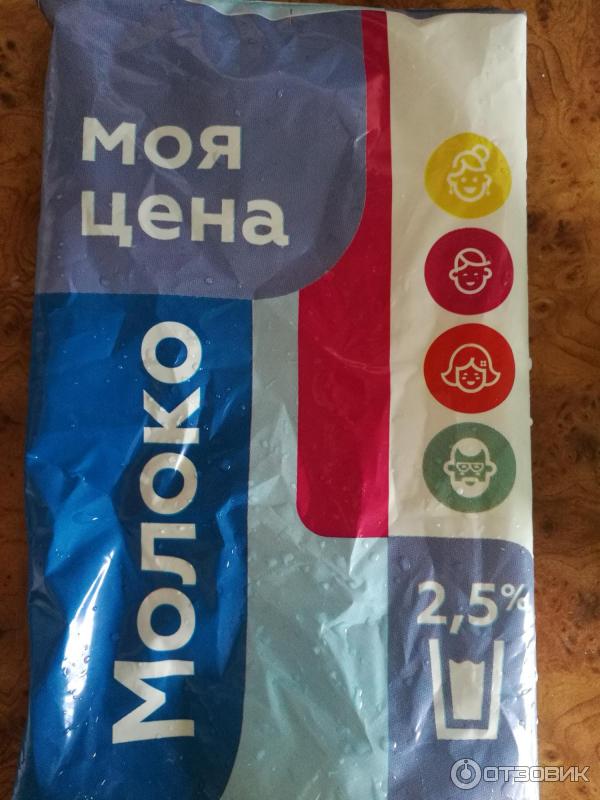 моя
цена
Молоко
2,5%
ОТЗОВИК